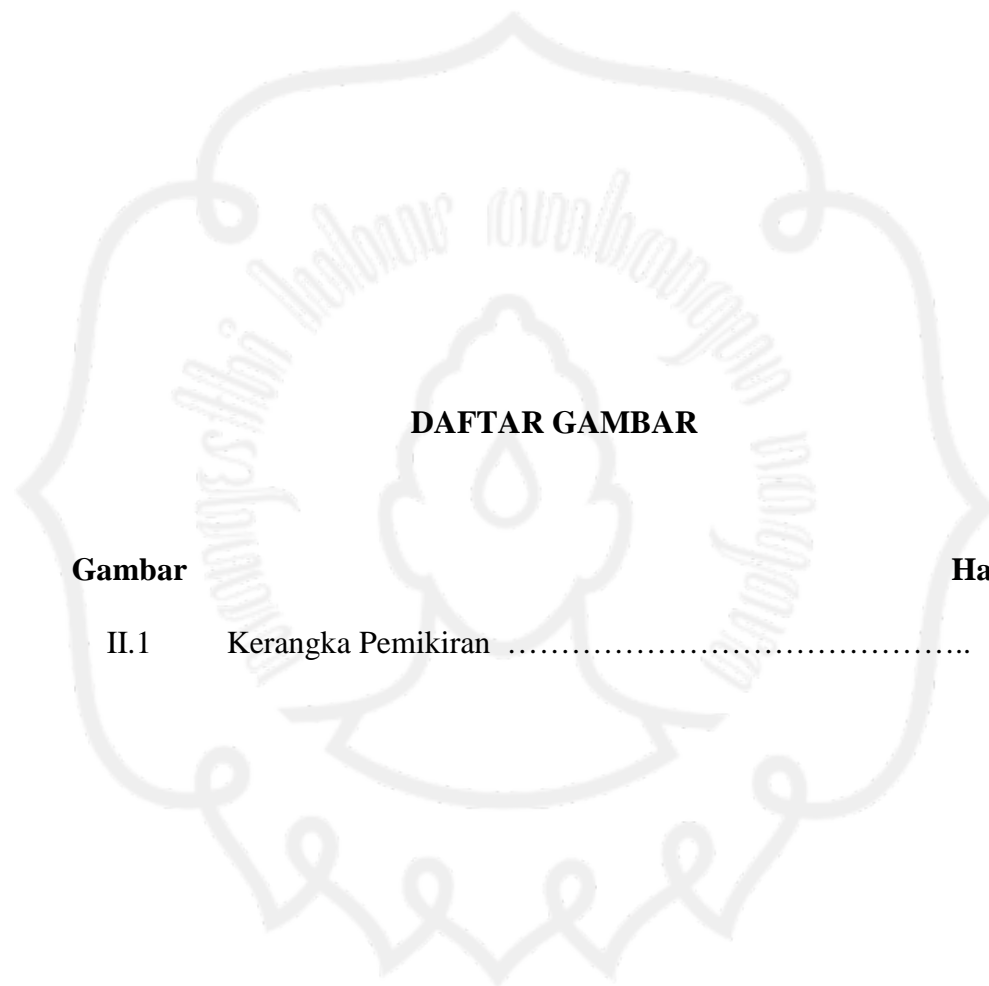 DAFTAR GAMBAR
Gambar Ha
II.1 Kerangka Pemikiran ………………………………………..